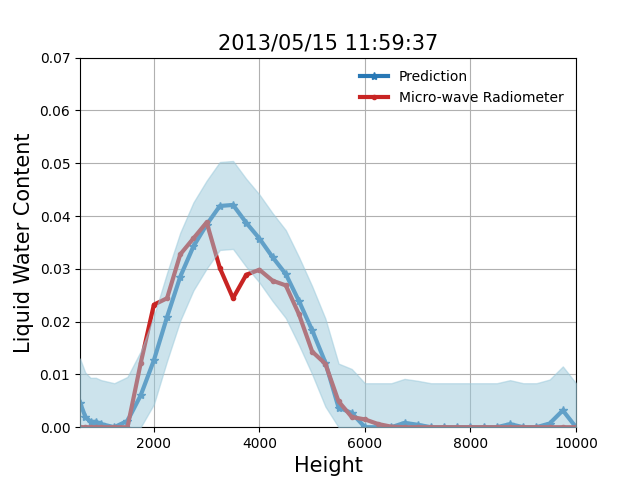 2013/05/15 11:59:37
Prediction
Micro-wave Radiometer
Liquid Water Content
0.07
0.06
0.05
0.04
0.03
0.02
0.01
0.00
2000 4000 6000 8000 10000
Height